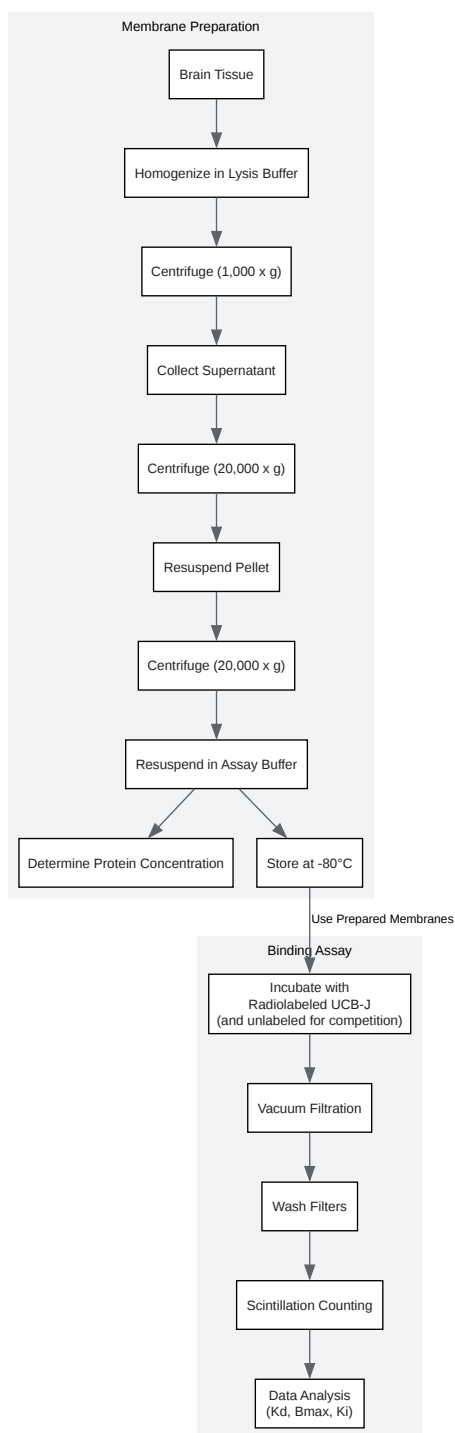 Membrane Preparation
Brain Tissue
Homogenize in Lysis Buffer
Centrifuge (1,000 x g)
Collect Supernatant
Centrifuge (20,000 x g)
Resuspend Pellet
Centrifuge (20,000 x g)
Resuspend in Assay Buffer
Determine Protein Concentration
Store at -80°C
Use Prepared Membranes
Binding Assay
Incubate with
Radiolabeled UCB-J
(and unlabeled for competition)
Vacuum Filtration
Wash Filters
Scintillation Counting
Data Analysis
(Kd, Bmax, Ki)